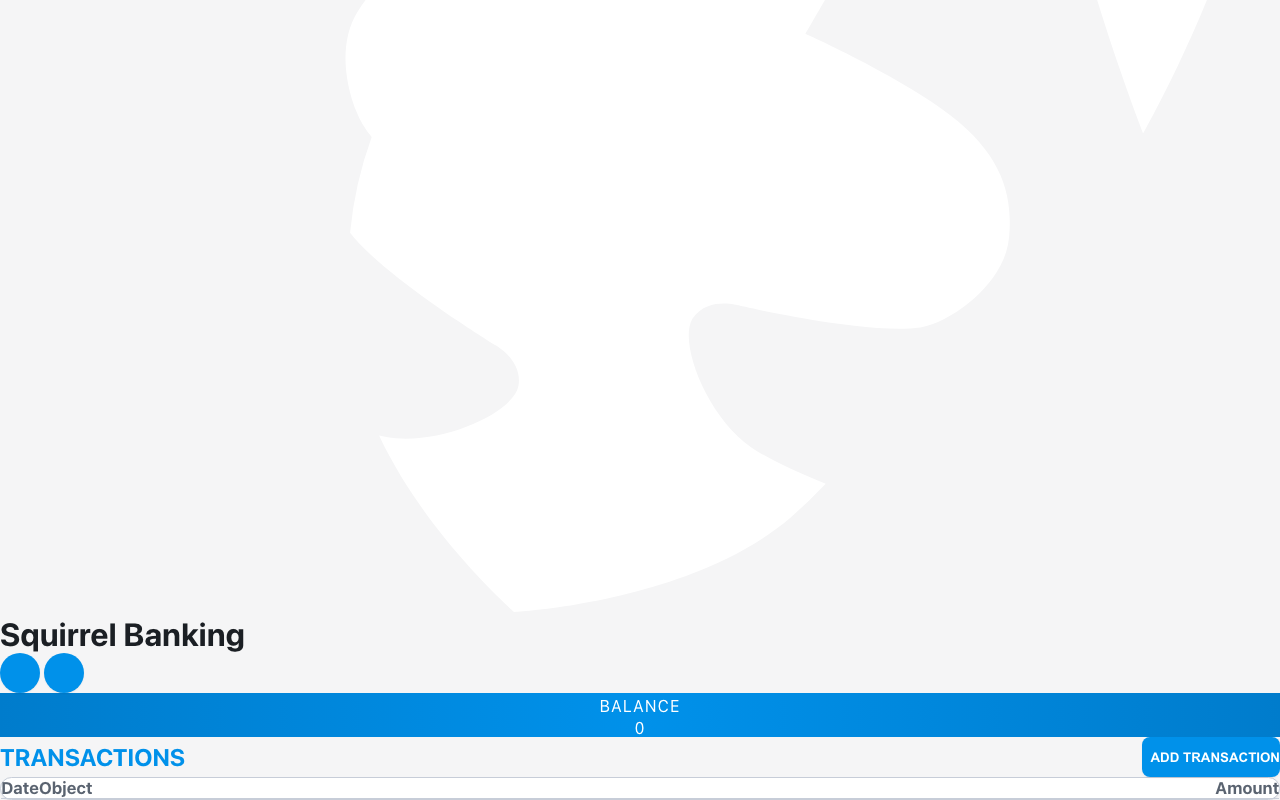 Squirrel Banking
BALANCE
0
TRANSACTIONS
ADD TRANSACTION
DateObject
Amount